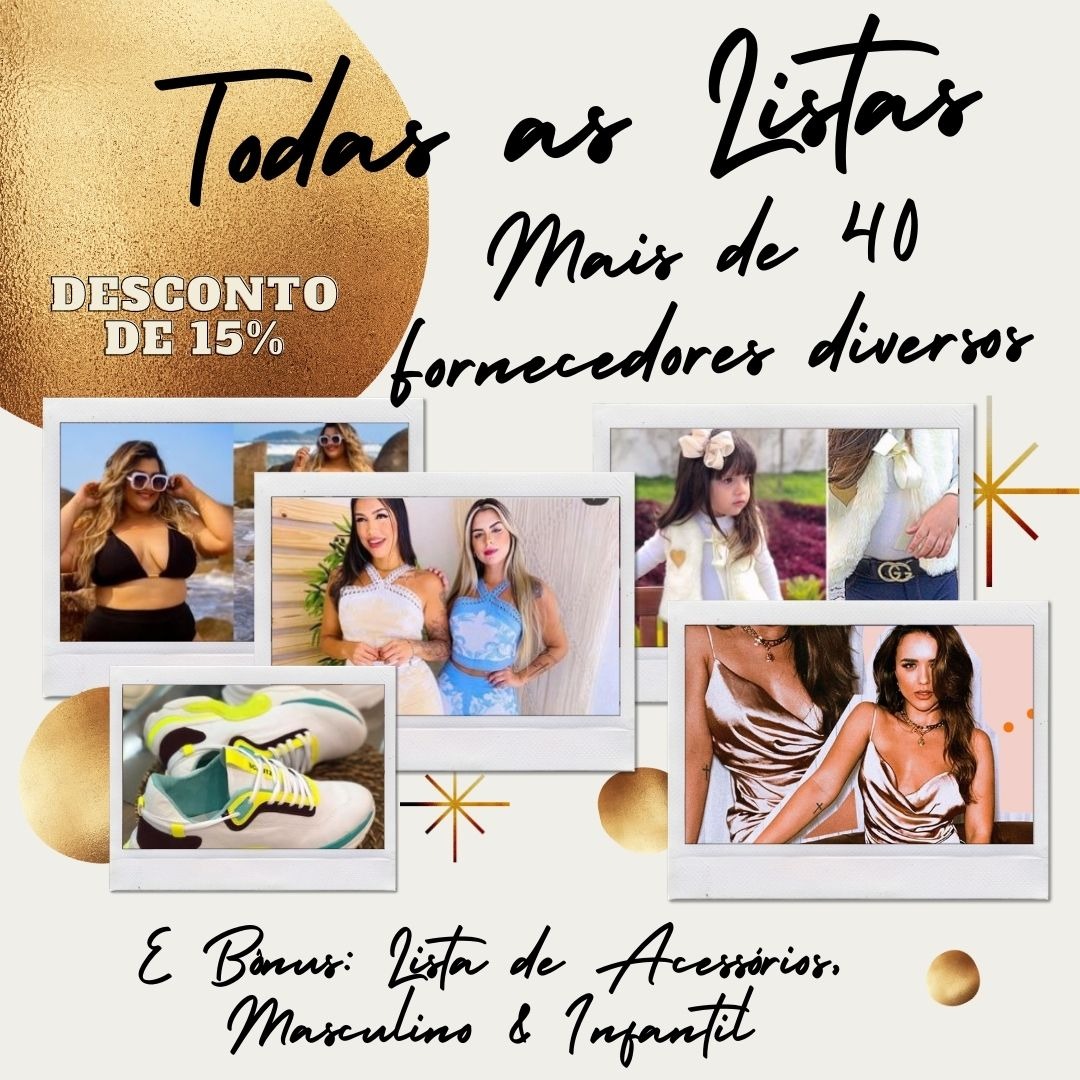 Todas as Listas
Mais de 40
fornecedores diversos
DESCONTO
DE 15%
E Bônus: Lista de Acessórios,
Masculino & Infantil